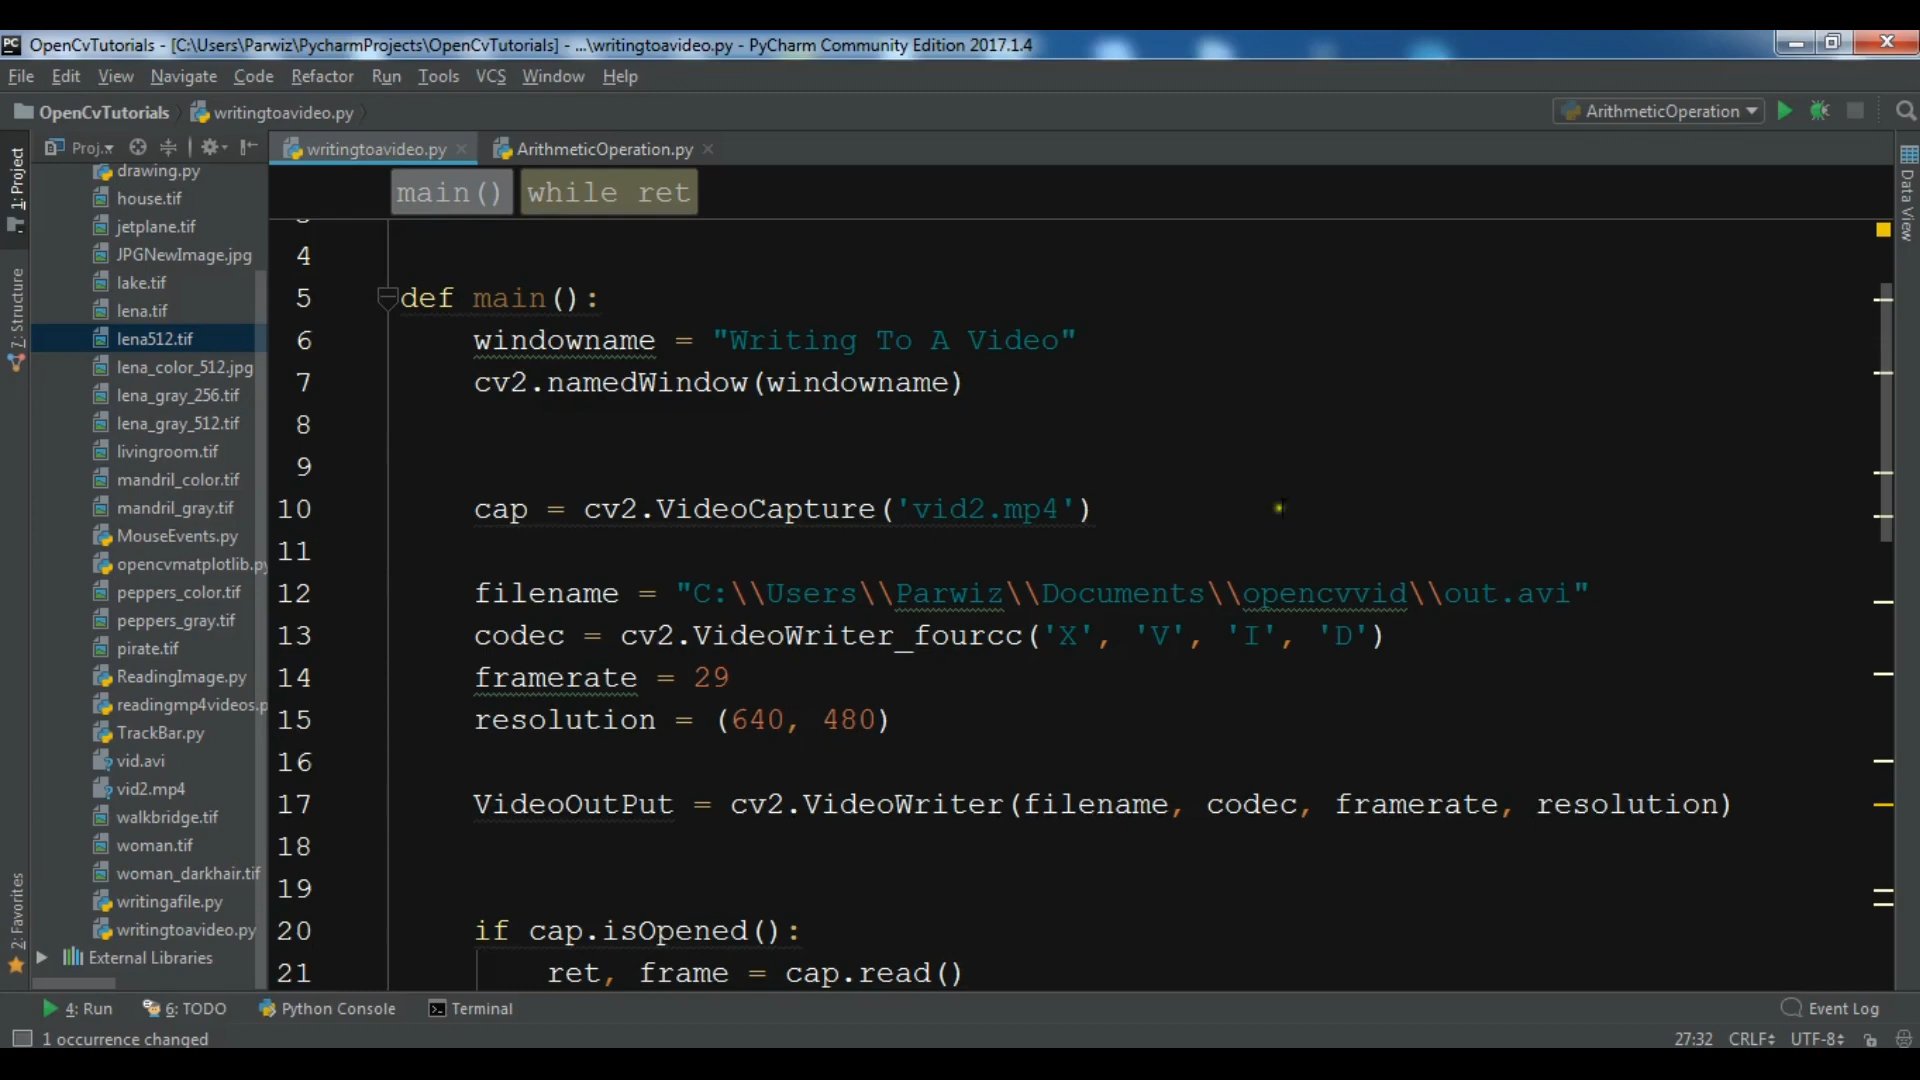 OpenCvTutorials - [C:\Users\Parwiz\PycharmProjects\OpenCvTutorials] - ...\writingtoavideo.py - PyCharm Community Edition 2017.1.4
File Edit View Navigate Code Refactor Run Tools VCS Window Help
OpenCvTutorials writingtoavideo.py ArithmeticOperation
Proj... writingtoavideo.py ArithmeticOperation.py
1: Project
7: Structure
2: Favorites
Data View
drawing.py
house.tif
jetplane.tif
JPGNewImage.jpg
lake.tif
lena.tif
lena512.tif
lena_color_512.jpg
lena_gray_256.tif
lena_gray_512.tif
livingroom.tif
mandril_color.tif
mandril_gray.tif
MouseEvents.py
opencvmatplotlib.py
peppers_color.tif
peppers_gray.tif
pirate.tif
ReadingImage.py
readingmp4videos.p
TrackBar.py
vid.avi
vid2.mp4
walkbridge.tif
woman.tif
woman_darkhair.tif
writingafile.py
writingtoavideo.py
External Libraries
main() while ret
4
5 def main():
6 windowname = "Writing To A Video"
7 cv2.namedWindow(windowname)
8
9
10 cap = cv2.VideoCapture('vid2.mp4')
11
12 filename = "C:\\Users\\Parwiz\\Documents\\opencvvid\\out.avi"
13 codec = cv2.VideoWriter_fourcc('X', 'V', 'I', 'D')
14 framerate = 29
15 resolution = (640, 480)
16
17 VideoOutPut = cv2.VideoWriter(filename, codec, framerate, resolution)
18
19
20 if cap.isOpened():
21 ret, frame = cap.read()
4: Run 6: TODO Python Console Terminal Event Log
1 occurrence changed 27:32 CRLF UTF-8